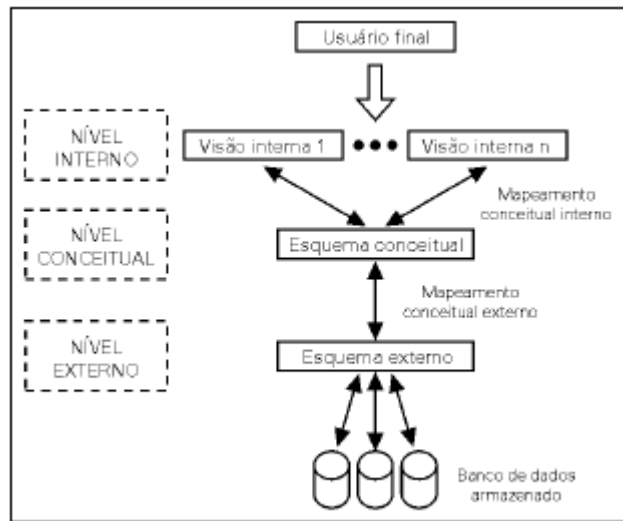 Usuário final
NÍVEL
INTERNO
Visão interna 1
Visão interna n
Mapeamento
conceitual interno
NÍVEL
CONCEITUAL
Esquema conceitual
Mapeamento
conceitual externo
NÍVEL
EXTERNO
Esquema externo
Banco de dados
armazenado